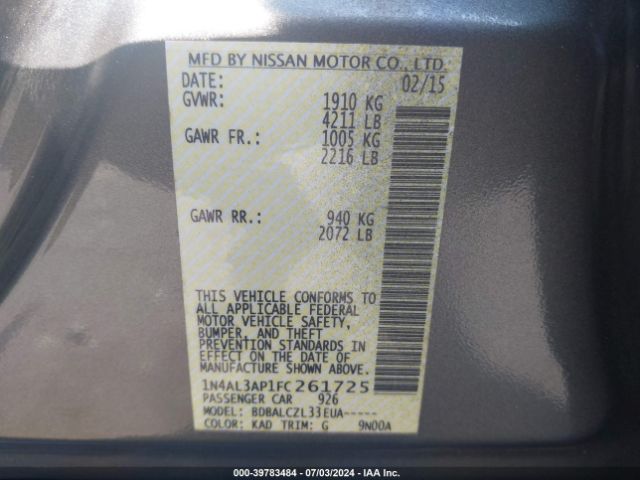 MFD BY NISSAN MOTOR CO., LTD.
DATE: 02/15
GVWR: 1910 KG
4211 LB
GAWR FR.: 1005 KG
2216 LB
GAWR RR.: 940 KG
2072 LB
THIS VEHICLE CONFORMS TO
ALL APPLICABLE FEDERAL
MOTOR VEHICLE SAFETY,
BUMPER, AND THEFT
PREVENTION STANDARDS IN
EFFECT ON THE DATE OF
MANUFACTURE SHOWN ABOVE.
1N4AL3AP1FC261725
PASSENGER CAR 926
MODEL: BDBALCZL33EUA-----
COLOR: KAD TRIM: G 9N00A
000-39783484 - 07/03/2024 - IAA Inc.